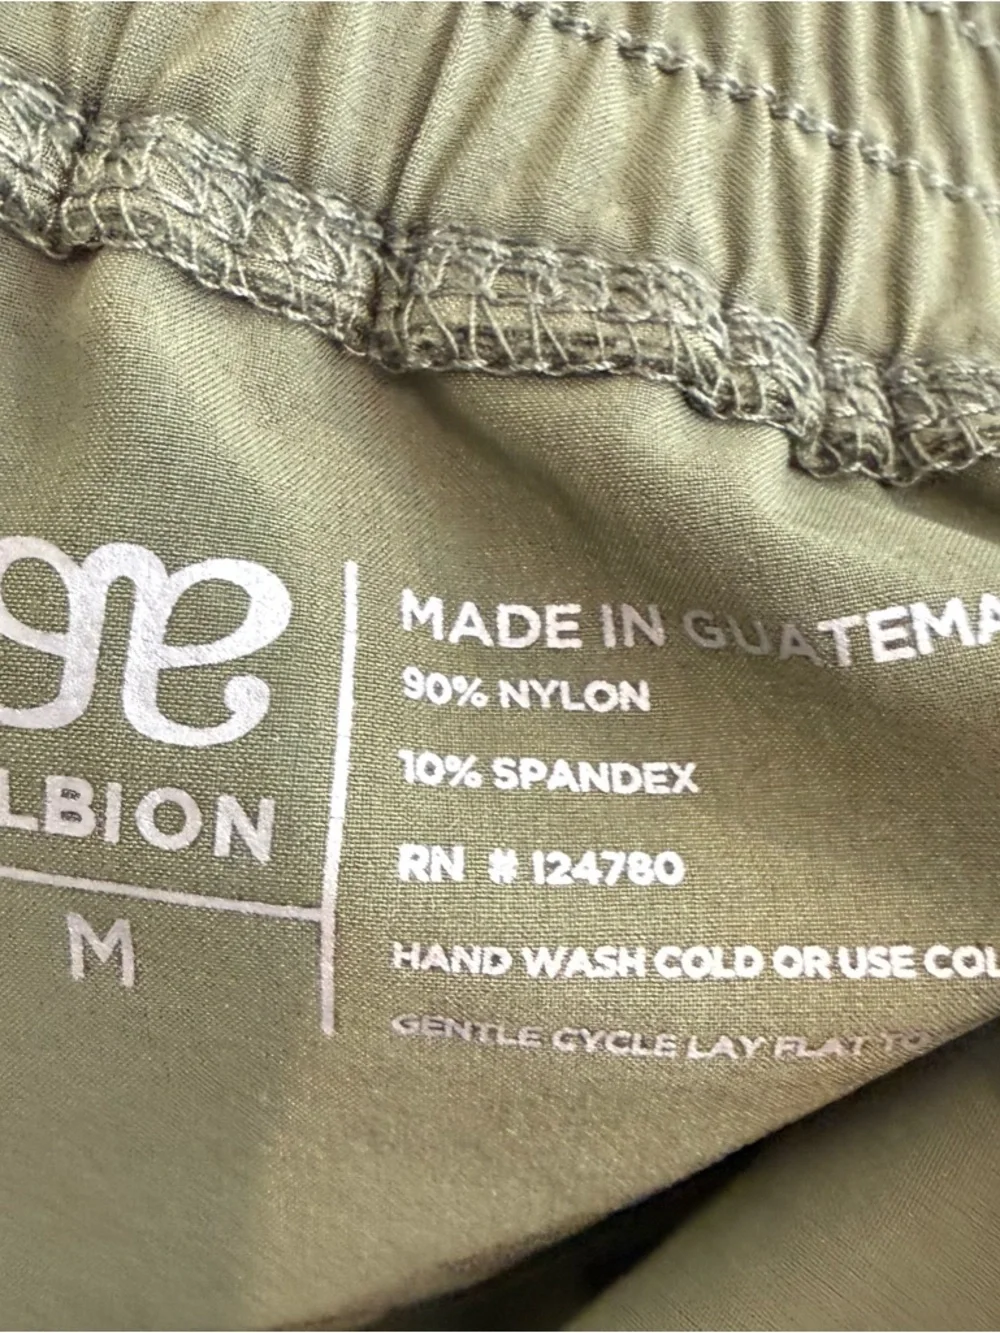 LBION
M
MADE IN GUATEMA
90% NYLON
10% SPANDEX
RN # 124780
HAND WASH COLD OR USE COL
GENTLE CYCLE LAY FLAT TO